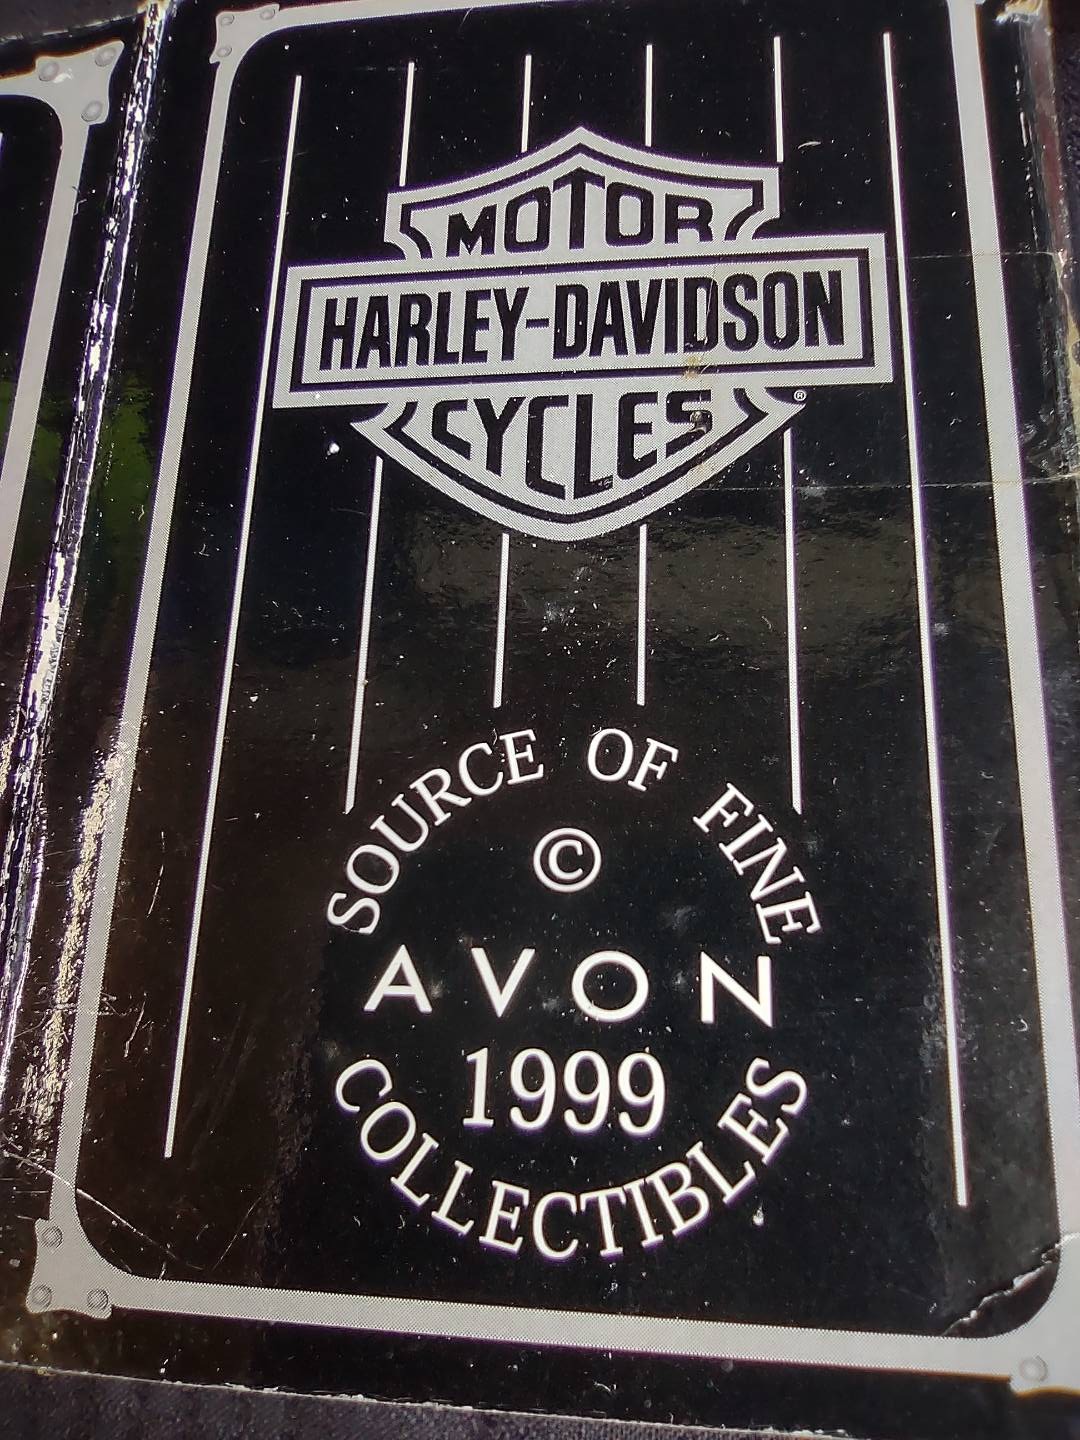 MOTOR
HARLEY-DAVIDSON
CYCLES
®
SOURCE OF FINE
©
AVON
1999
COLLECTIBLES